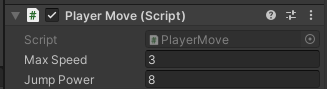 Player Move (Script)
Script PlayerMove
Max Speed 3
Jump Power 8